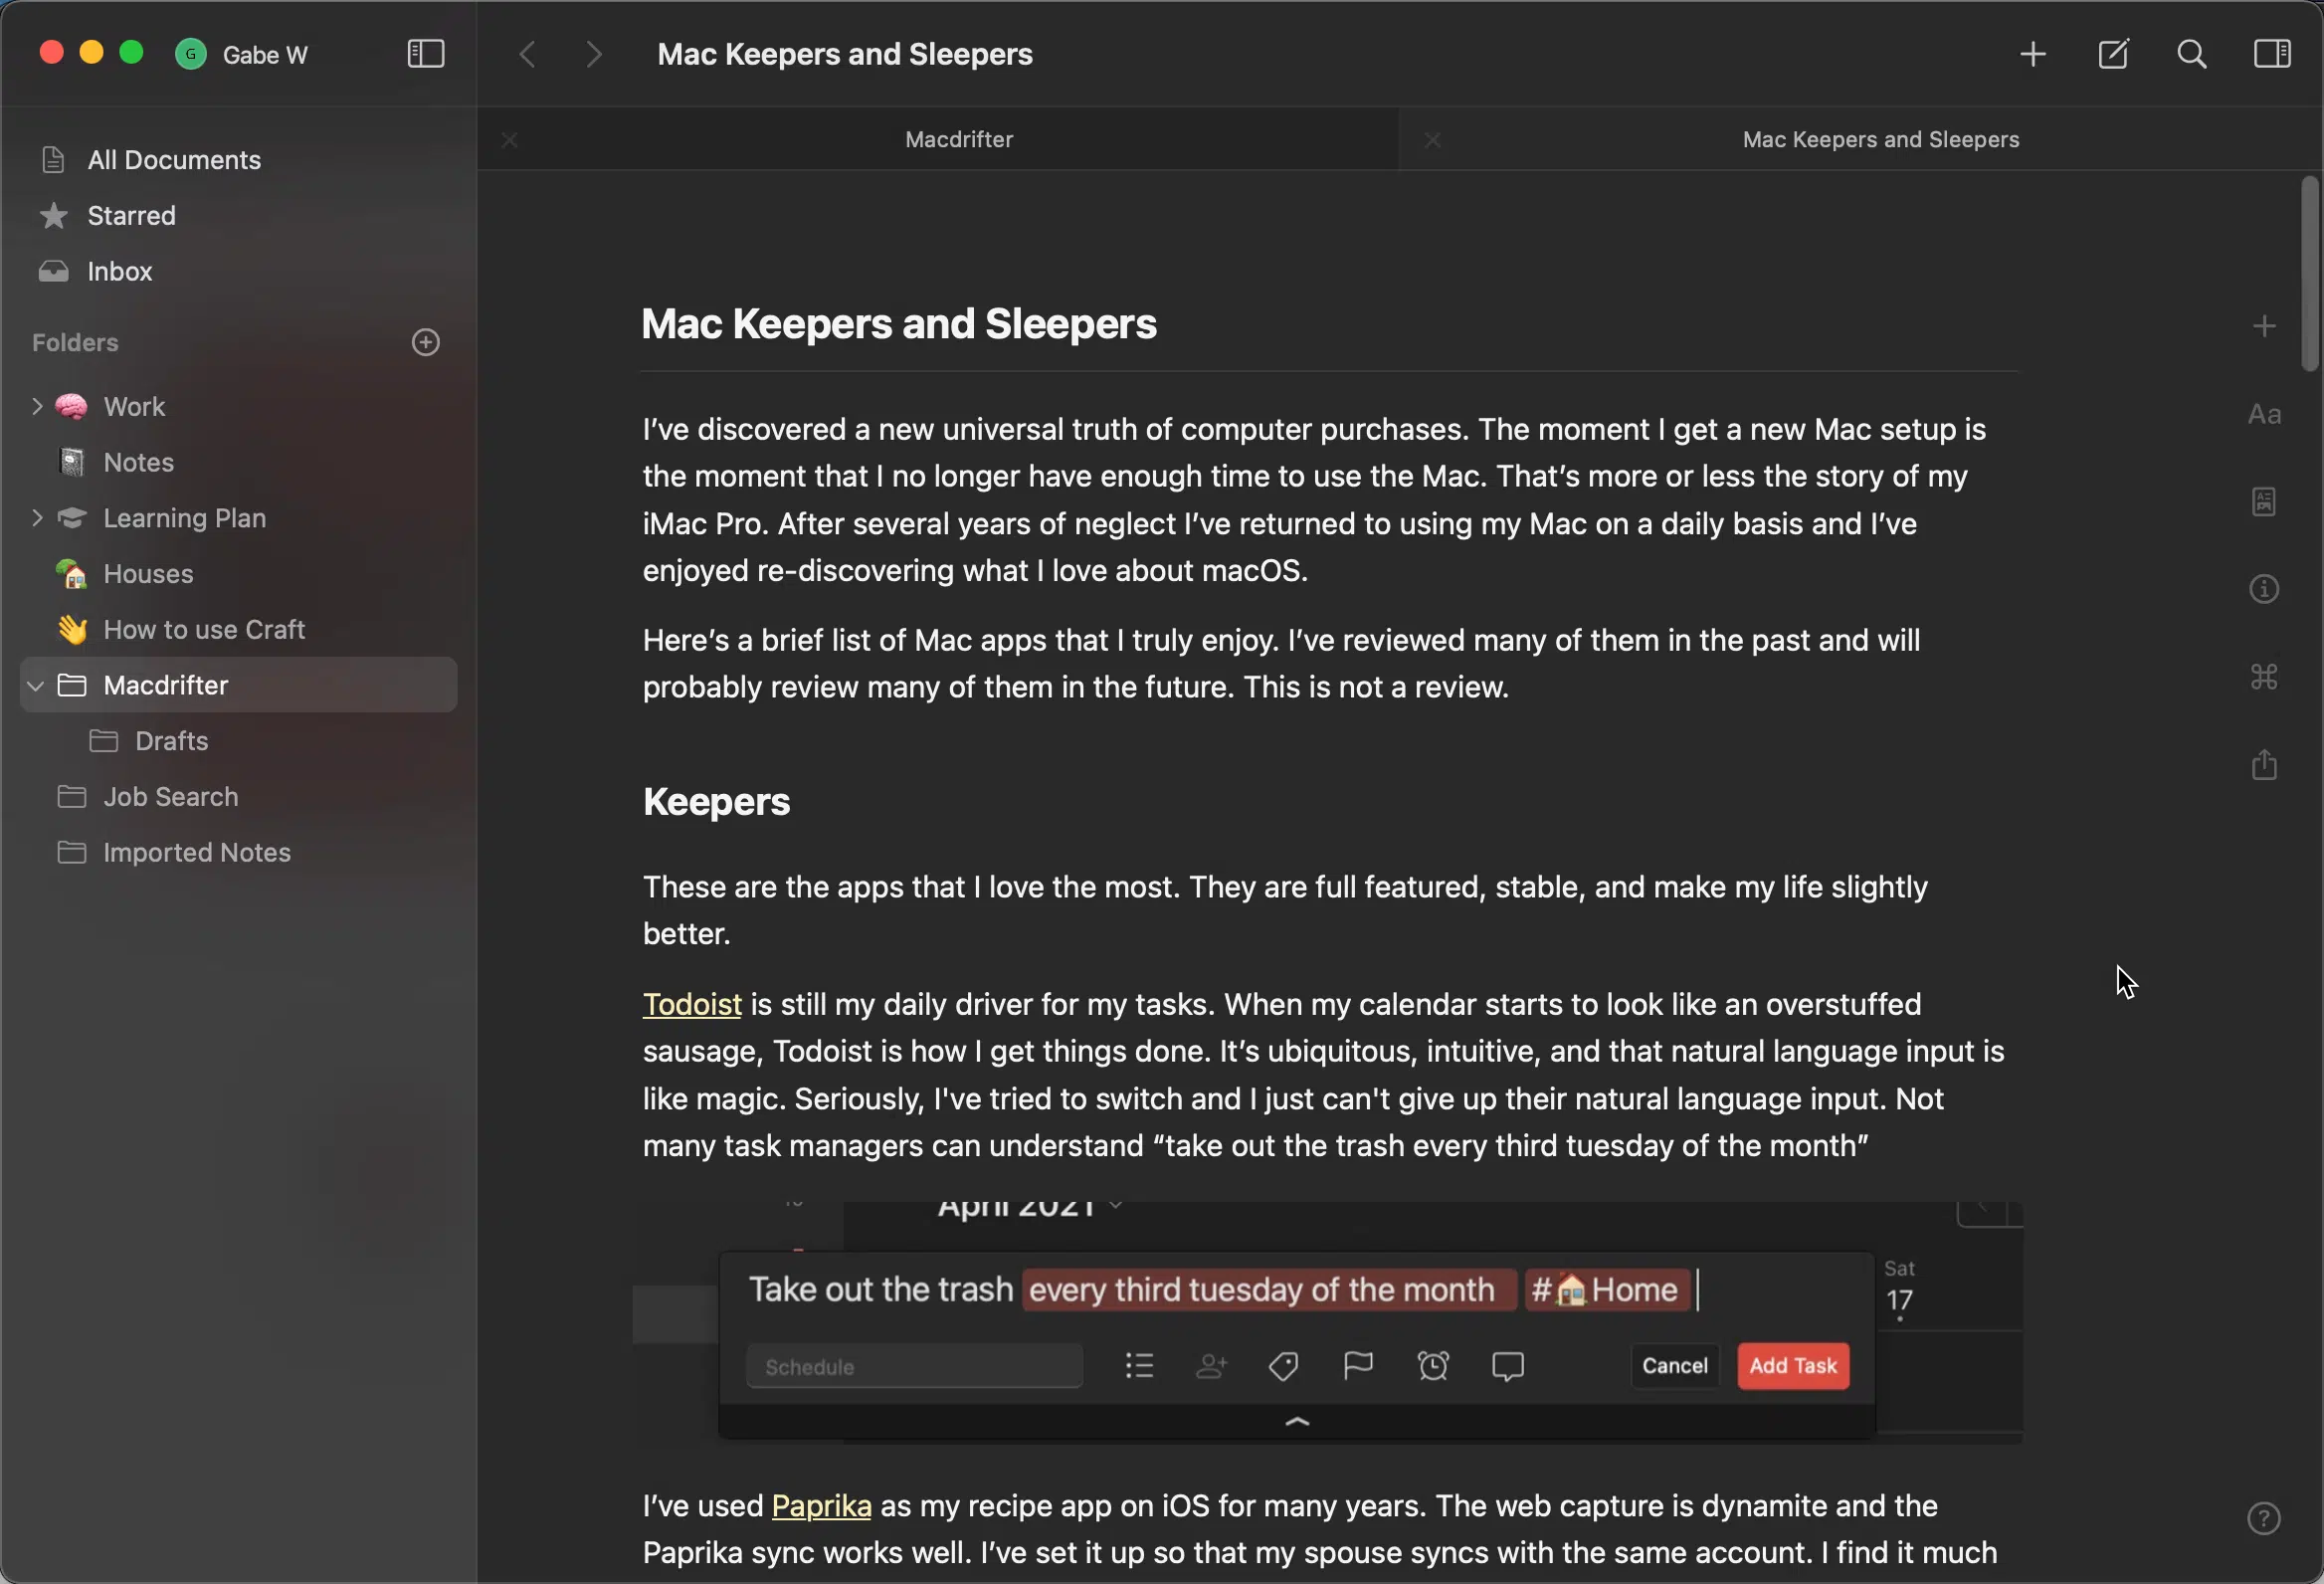 G Gabe W
Mac Keepers and Sleepers
All Documents
Starred
Inbox
Folders
Work
Notes
Learning Plan
Houses
How to use Craft
Macdrifter
Drafts
Job Search
Imported Notes
Macdrifter
Mac Keepers and Sleepers
Mac Keepers and Sleepers
I’ve discovered a new universal truth of computer purchases. The moment I get a new Mac setup is
the moment that I no longer have enough time to use the Mac. That’s more or less the story of my
iMac Pro. After several years of neglect I’ve returned to using my Mac on a daily basis and I’ve
enjoyed re-discovering what I love about macOS.
Here’s a brief list of Mac apps that I truly enjoy. I’ve reviewed many of them in the past and will
probably review many of them in the future. This is not a review.
Keepers
These are the apps that I love the most. They are full featured, stable, and make my life slightly
better.
Todoist is still my daily driver for my tasks. When my calendar starts to look like an overstuffed
sausage, Todoist is how I get things done. It’s ubiquitous, intuitive, and that natural language input is
like magic. Seriously, I've tried to switch and I just can't give up their natural language input. Not
many task managers can understand “take out the trash every third tuesday of the month”
April 2021
Take out the trash every third tuesday of the month #🏠Home
Sat
17
Schedule
Cancel
Add Task
I’ve used Paprika as my recipe app on iOS for many years. The web capture is dynamite and the
Paprika sync works well. I’ve set it up so that my spouse syncs with the same account. I find it much
Aa